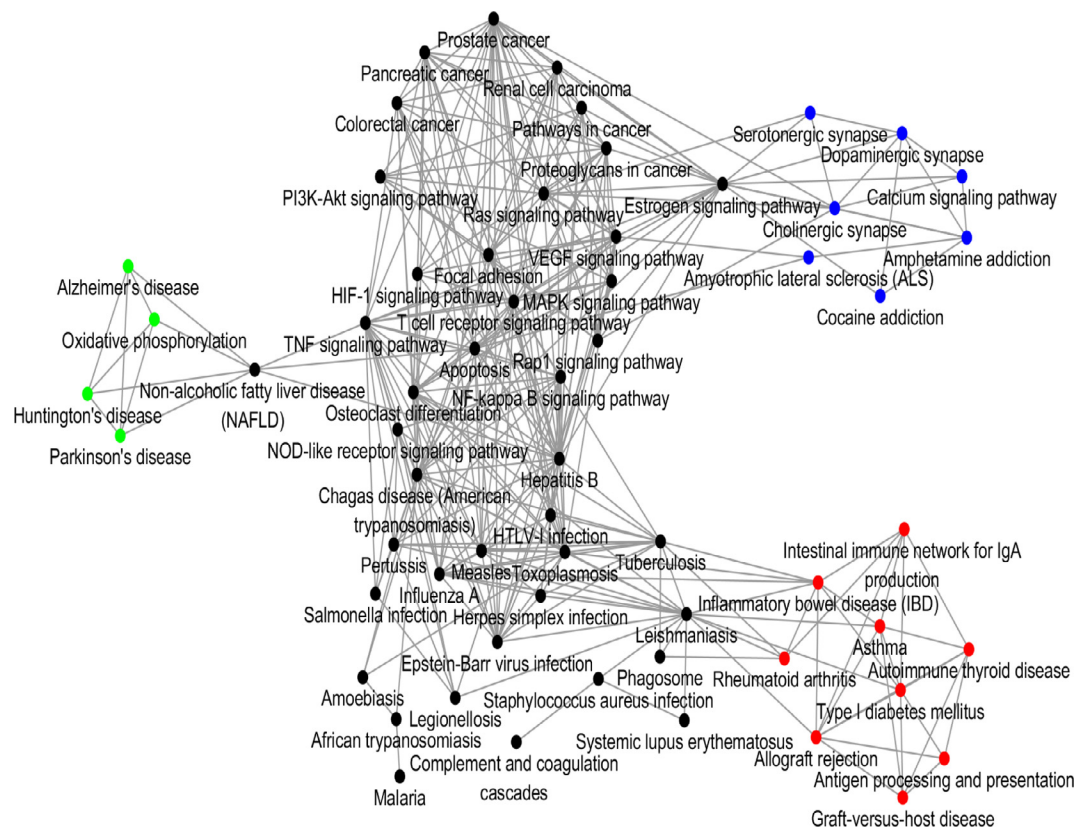 Prostate cancer
Pancreatic cancer
Renal cell carcinoma
Colorectal cancer
Pathways in cancer
Serotonergic synapse
Dopaminergic synapse
Proteoglycans in cancer
PI3K-Akt signaling pathway
Calcium signaling pathway
Ras signaling pathway
Estrogen signaling pathway
Cholinergic synapse
VEGF signaling pathway
Amphetamine addiction
Focal adhesion
Amyotrophic lateral sclerosis (ALS)
Alzheimer's disease
HIF-1 signaling pathway
MAPK signaling pathway
Cocaine addiction
T cell receptor signaling pathway
Oxidative phosphorylation
TNF signaling pathway
Rap1 signaling pathway
Apoptosis
Non-alcoholic fatty liver disease
(NAFLD)
NF-kappa B signaling pathway
Huntington's disease
Osteoclast differentiation
Parkinson's disease
NOD-like receptor signaling pathway
Hepatitis B
Chagas disease (American
trypanosomiasis)
HTLV-I infection
Intestinal immune network for IgA
production
Pertussis
Measles
Toxoplasmosis
Tuberculosis
Influenza A
Inflammatory bowel disease (IBD)
Salmonella infection
Herpes simplex infection
Leishmaniasis
Asthma
Epstein-Barr virus infection
Phagosome
Rheumatoid arthritis
Autoimmune thyroid disease
Amoebiasis
Staphylococcus aureus infection
Type I diabetes mellitus
Legionellosis
African trypanosomiasis
Systemic lupus erythematosus
Allograft rejection
Complement and coagulation
cascades
Antigen processing and presentation
Malaria
Graft-versus-host disease